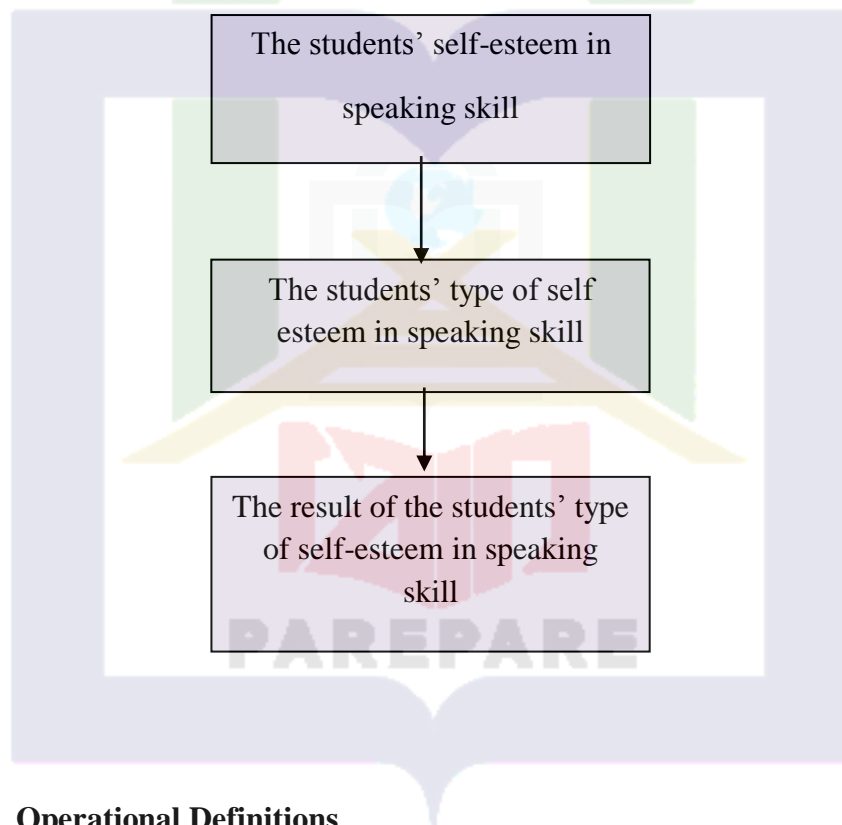 The students’ self-esteem in
speaking skill
The students’ type of self
esteem in speaking skill
The result of the students’ type
of self-esteem in speaking
skill
PAREPARE
Operational Definitions